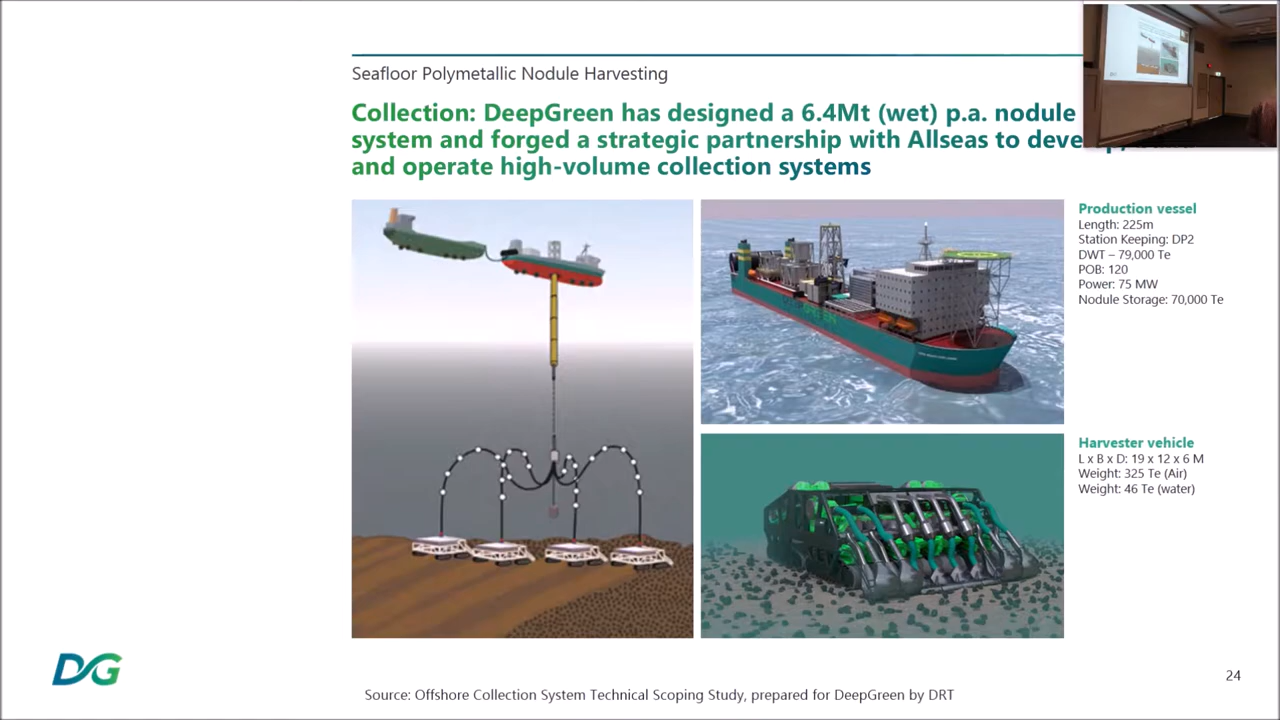 Seafloor Polymetallic Nodule Harvesting
Collection: DeepGreen has designed a 6.4Mt (wet) p.a. nodule
system and forged a strategic partnership with Allseas to
and operate high-volume collection systems
Production vessel
Length: 225m
Station Keeping: DP2
DWT – 79,000 Te
POB: 120
Power: 75 MW
Nodule Storage: 70,000 Te
Harvester vehicle
L x B x D: 19 x 12 x 6 M
Weight: 325 Te (Air)
Weight: 46 Te (water)
DG
24
Source: Offshore Collection System Technical Scoping Study, prepared for DeepGreen by DRT